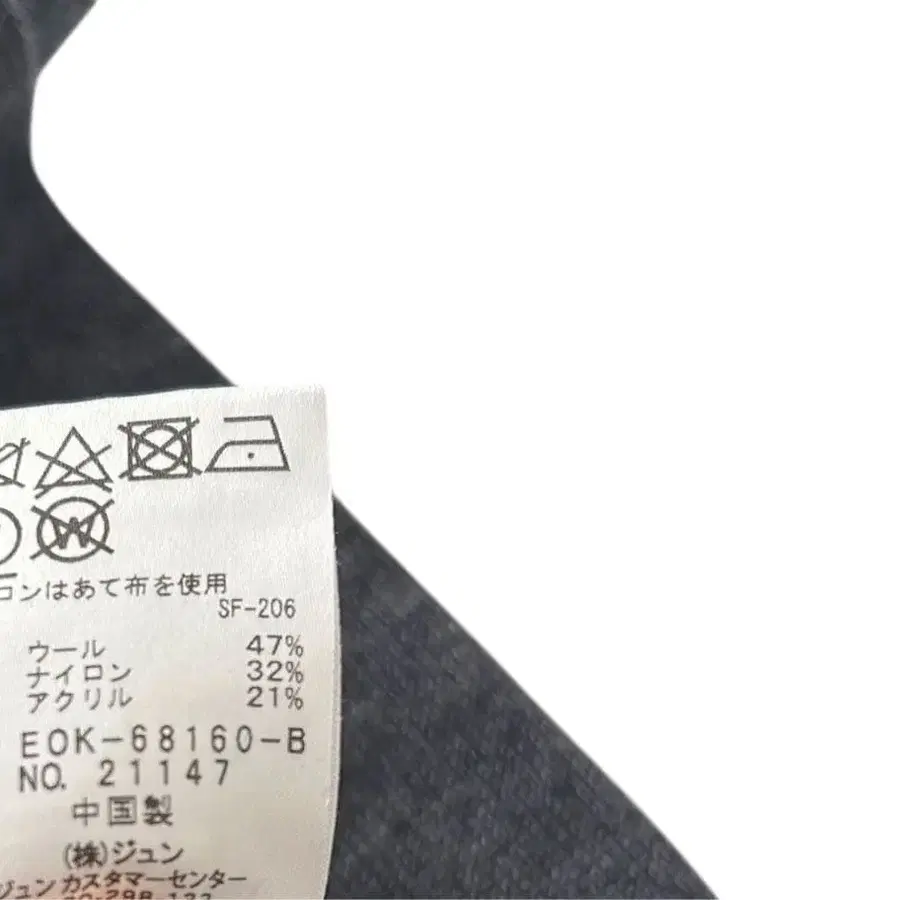 W
ロンはあて布を使用
SF-206
ウール 47%
ナイロン 32%
アクリル 21%
EOK-68160-B
NO. 21147
中国製
(株)ジュン
ジュンカスタマーセンター